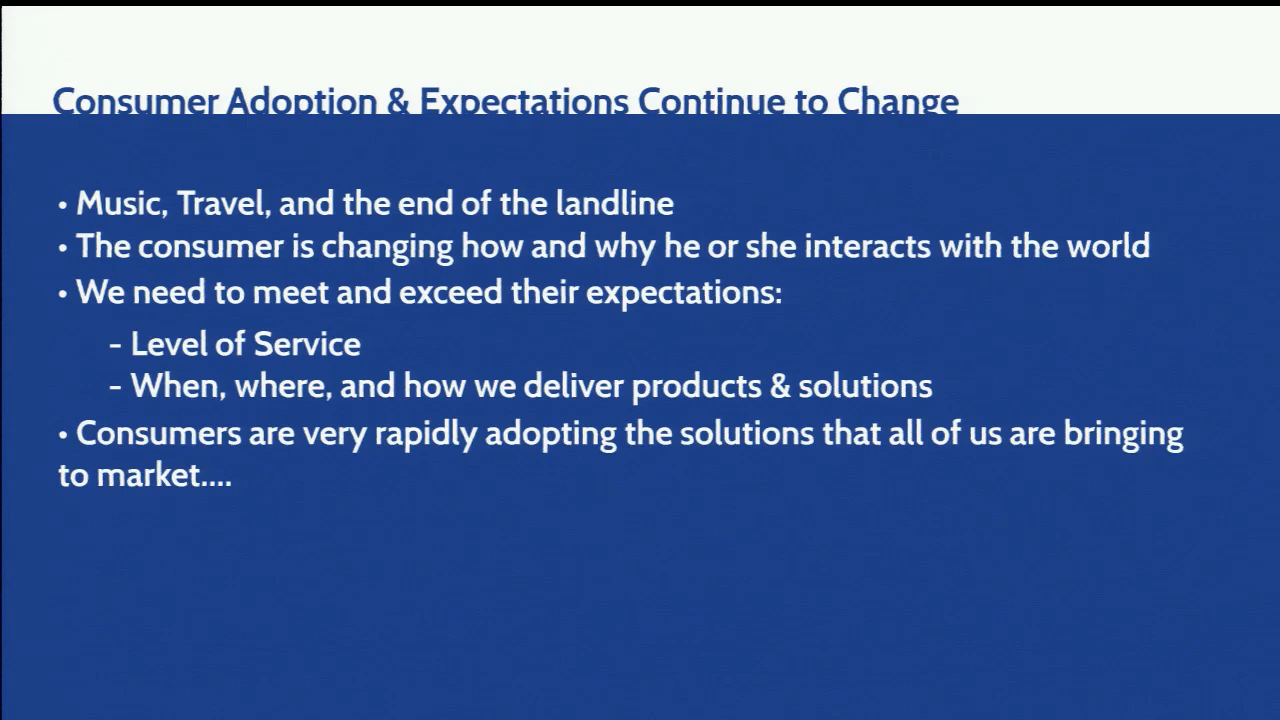 Consumer Adoption & Expectations Continue to Change
• Music, Travel, and the end of the landline
• The consumer is changing how and why he or she interacts with the world
• We need to meet and exceed their expectations:
- Level of Service
- When, where, and how we deliver products & solutions
• Consumers are very rapidly adopting the solutions that all of us are bringing
to market....